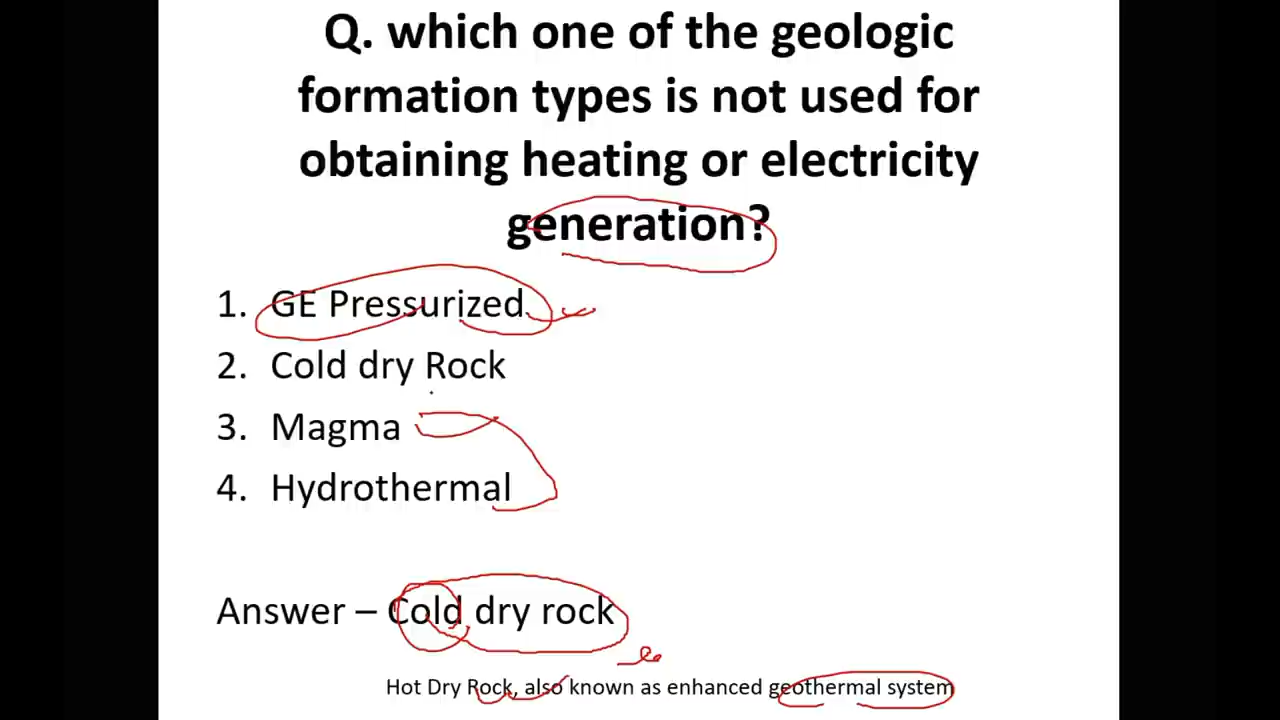 Q. which one of the geologic
formation types is not used for
obtaining heating or electricity
generation?
1. GE Pressurized
2. Cold dry Rock
3. Magma
4. Hydrothermal
Answer – Cold dry rock
Hot Dry Rock, also known as enhanced geothermal system